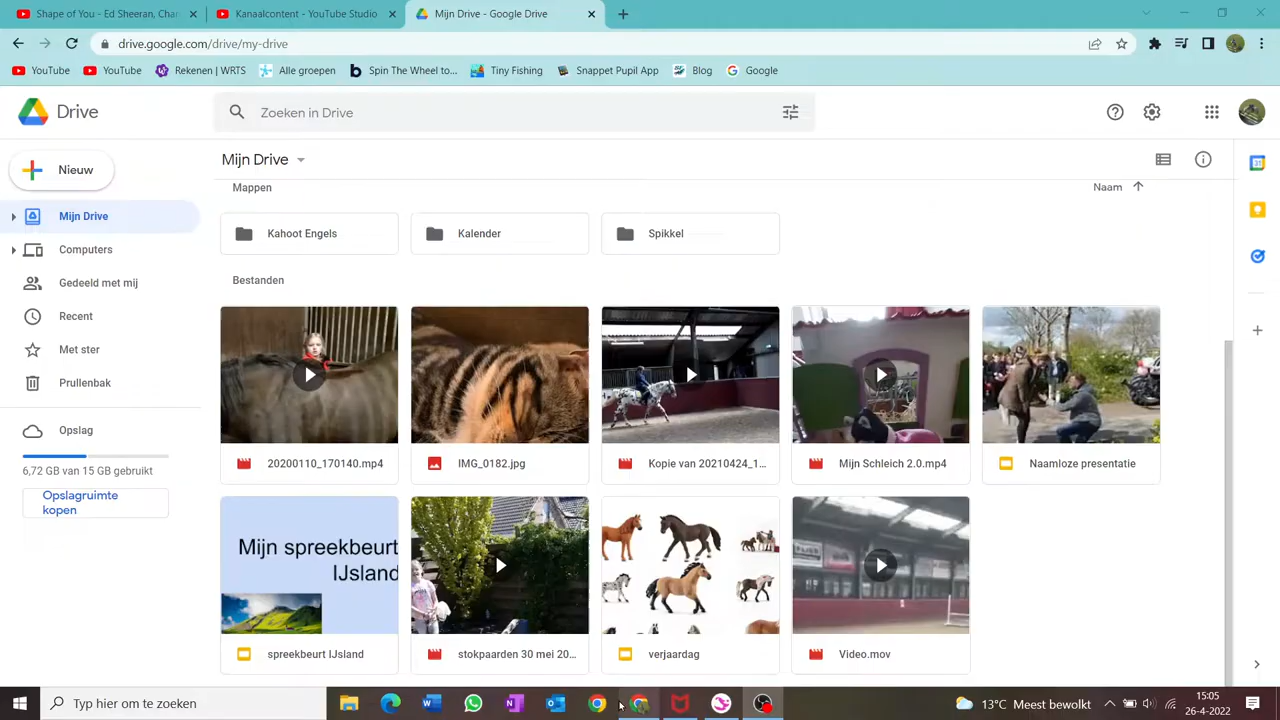 Shape of You - Ed Sheeran, Char
Kanaalcontent - YouTube Studio
Mijn Drive - Google Drive
drive.google.com/drive/my-drive
YouTube
YouTube
Rekenen | WRTS
Alle groepen
Spin The Wheel to...
Tiny Fishing
Snappet Pupil App
Blog
Google
Drive
Zoeken in Drive
Nieuw
Mijn Drive
Computers
Gedeeld met mij
Recent
Met ster
Prullenbak
Opslag
6,72 GB van 15 GB gebruikt
Opslagruimte
kopen
Mijn Drive
Mappen
Naam
Kahoot Engels
Kalender
Spikkel
Bestanden
20200110_170140.mp4
IMG_0182.jpg
Kopie van 20210424_1...
Mijn Schleich 2.0.mp4
Naamloze presentatie
Mijn spreekbeurt
IJsland
spreekbeurt IJsland
stokpaarden 30 mei 20...
verjaardag
Video.mov
Typ hier om te zoeken
13°C Meest bewolkt
15:05
26-4-2022